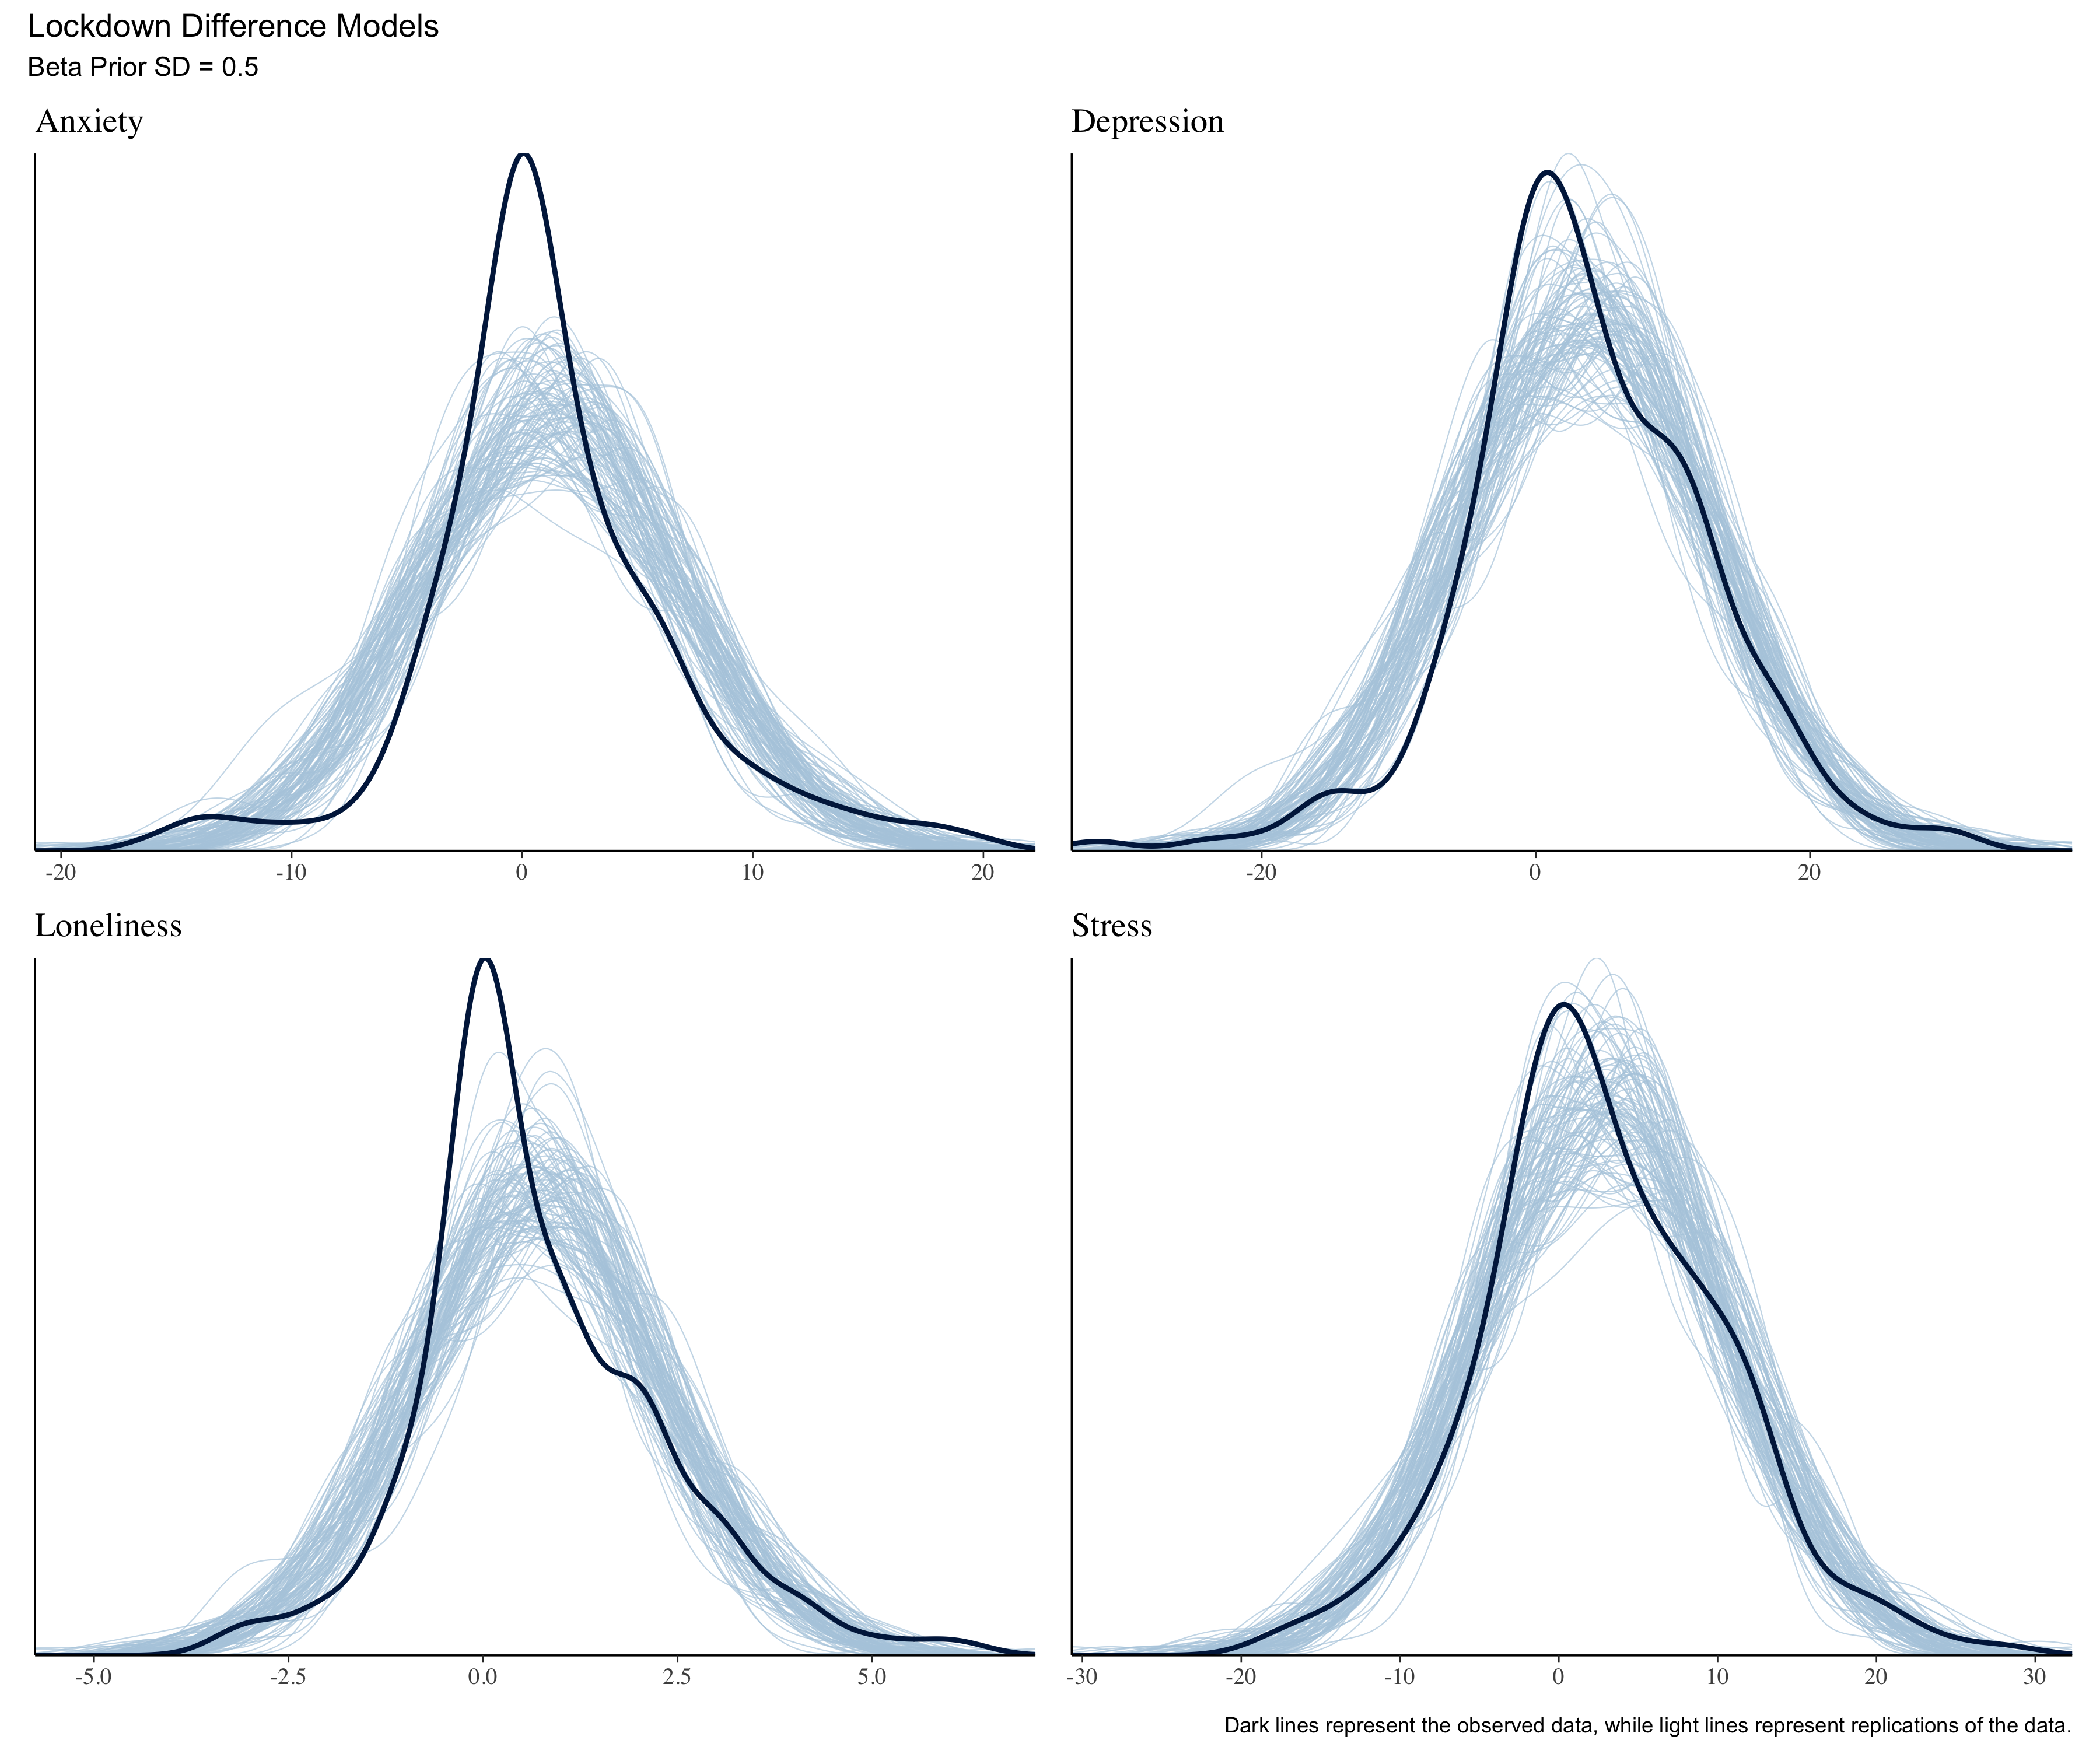 Lockdown Difference Models
Beta Prior SD = 0.5
Anxiety
Depression
-20 -10 0 10 20
-20 0 20
Loneliness
Stress
-5.0 -2.5 0.0 2.5 5.0
-30 -20 -10 0 10 20 30
Dark lines represent the observed data, while light lines represent replications of the data.